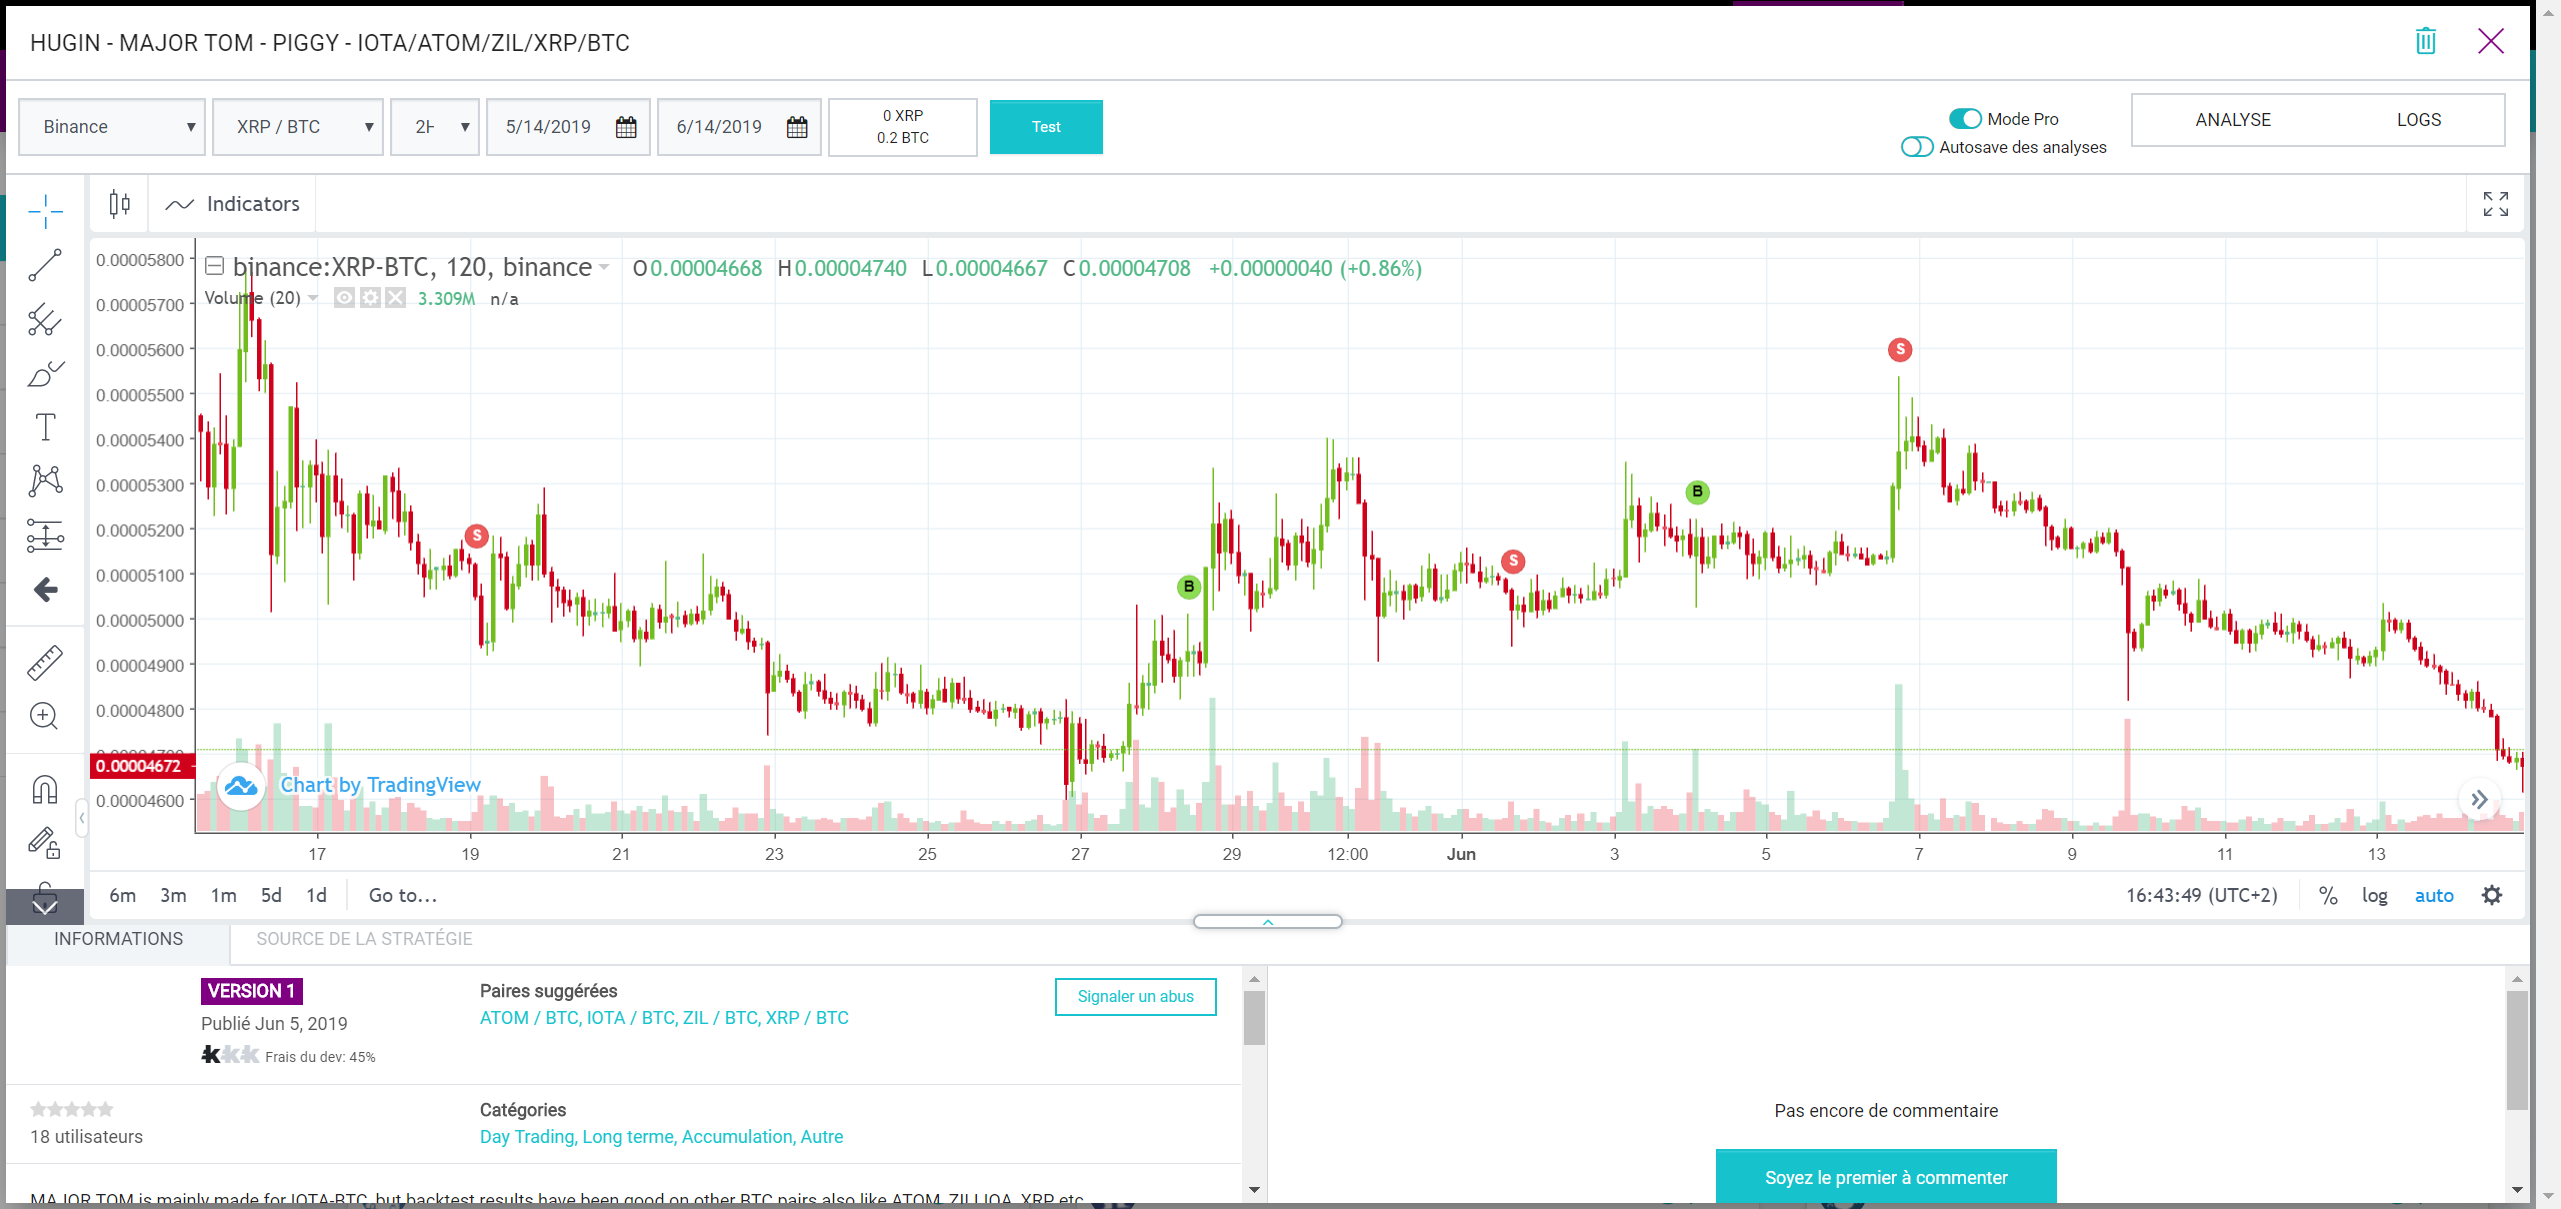 HUGIN - MAJOR TOM - PIGGY - IOTA/ATOM/ZIL/XRP/BTC
Binance
XRP / BTC
5/14/2019
6/14/2019
0 XRP
0.2 BTC
Test
Mode Pro
Autosave des analyses
ANALYSE
LOGS
Indicators
binance:XRP-BTC, 120, binance
O0.00004668 H0.00004740 L0.00004667 C0.00004708 +0.00000040 (+0.86%)
Volume (20) 3.309M n/a
0.00005800
0.00005700
0.00005600
0.00005500
0.00005400
0.00005300
0.00005200
0.00005100
0.00005000
0.00004900
0.00004800
0.00004672
0.00004600
S
B
S
B
S
Chart by TradingView
17 19 21 23 25 27 29 12:00 Jun 3 5 7 9 11 13
6m 3m 1m 5d 1d Go to...
16:43:49 (UTC+2) % log auto
INFORMATIONS
SOURCE DE LA STRATÉGIE
VERSION 1
Publié Jun 5, 2019
Frais du dev: 45%
Paires suggérées
ATOM / BTC, IOTA / BTC, ZIL / BTC, XRP / BTC
Signaler un abus
18 utilisateurs
Catégories
Day Trading, Long terme, Accumulation, Autre
MAJOR TOM is mainly made for IOTA-BTC, but backtest results have been good on other BTC pairs also like ATOM, XRP etc
Pas encore de commentaire
Soyez le premier à commenter